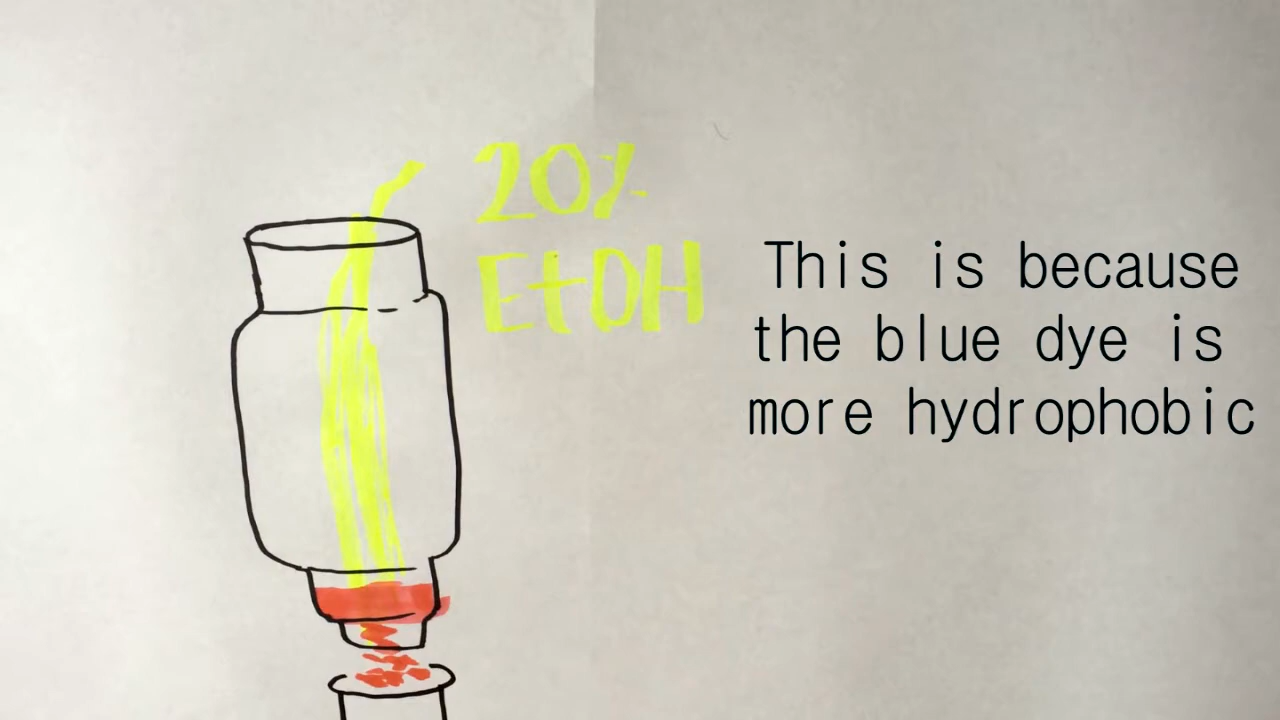 20%
EtOH
This is because
the blue dye is
more hydrophobic